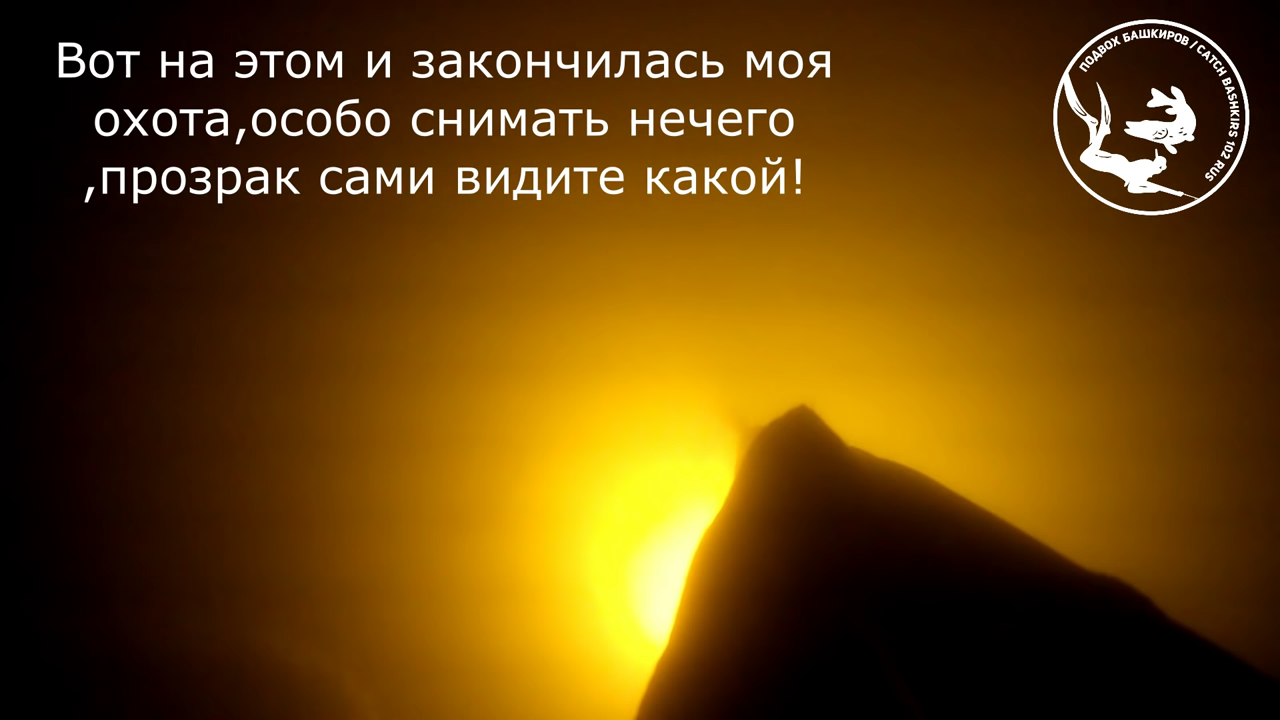 Вот на этом и закончилась моя
охота,особо снимать нечего
,прозрак сами видите какой!
ПОДВОХ БАШКИРОВ / CATCH BASHKIRS 102 RUS